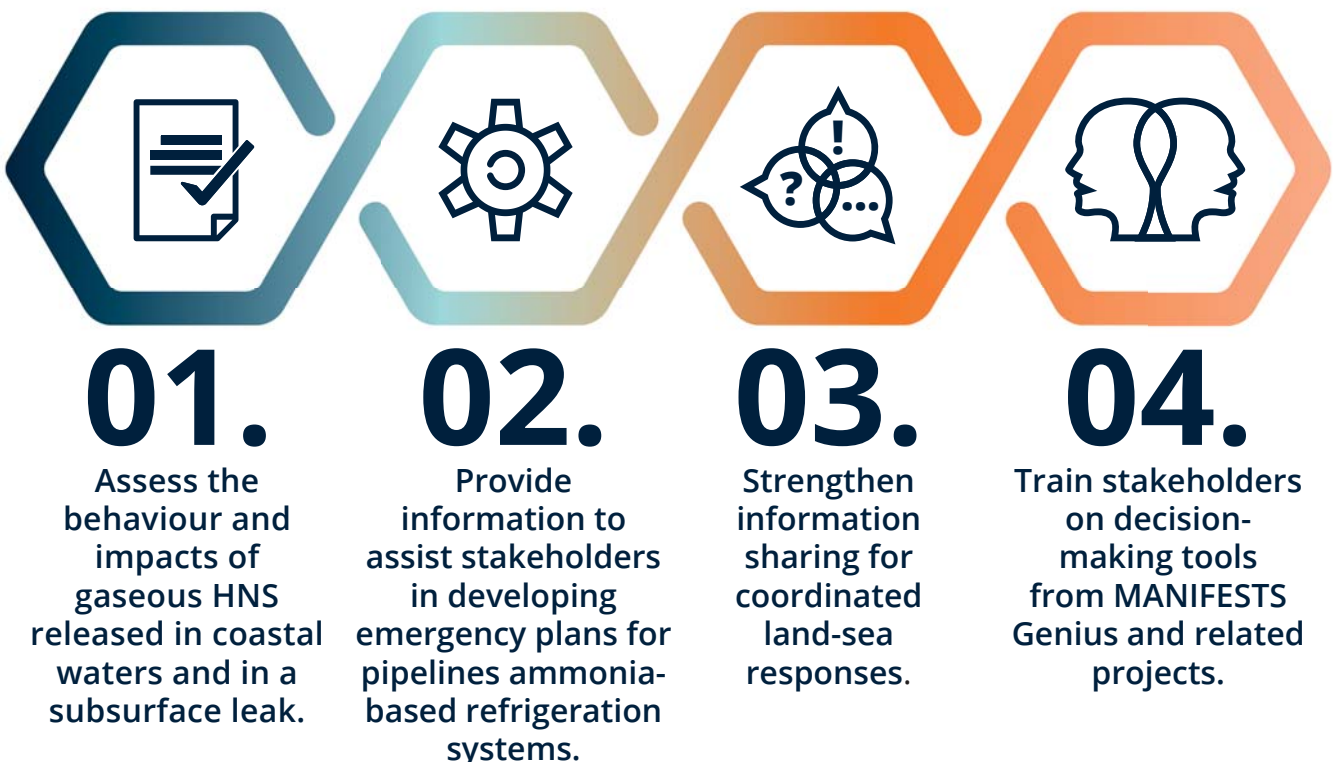 !
?
...
01.
Assess the
behaviour and
impacts of
gaseous HNS
released in coastal
waters and in a
subsurface leak.
02.
Provide
information to
assist stakeholders
in developing
emergency plans for
pipelines ammonia-
based refrigeration
systems.
03.
Strengthen
information
sharing for
coordinated
land-sea
responses.
04.
Train stakeholders
on decision-
making tools
from MANIFESTS
Genius and related
projects.